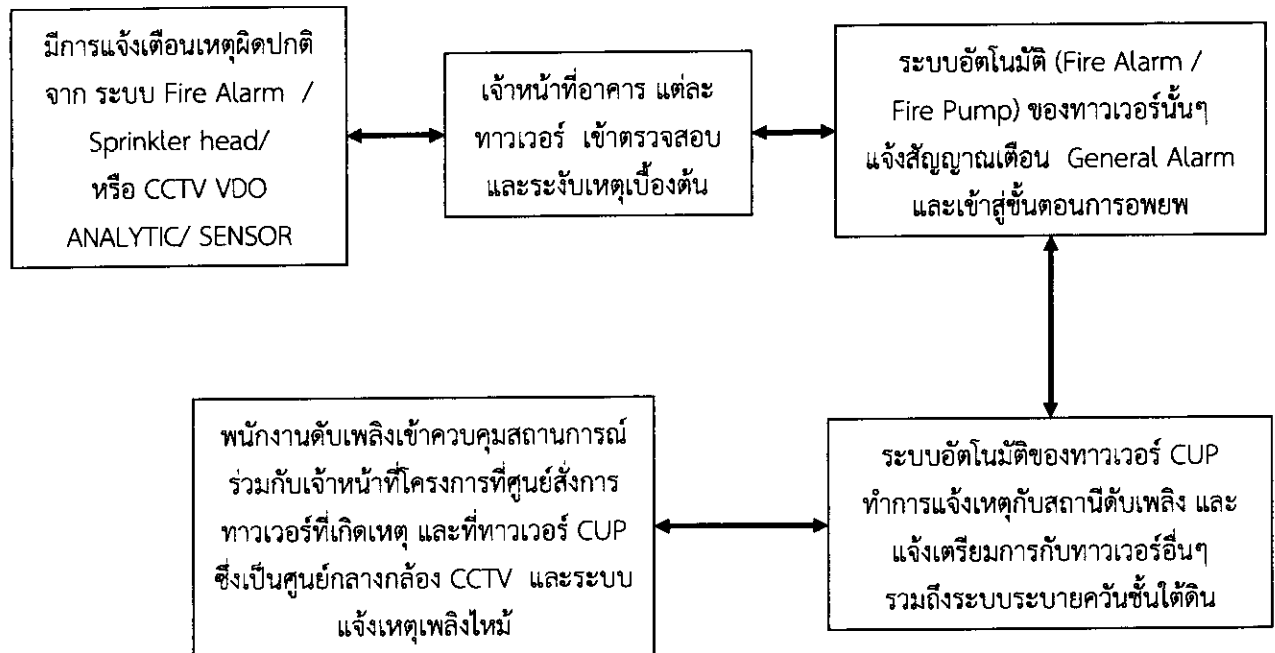 มีการแจ้งเตือนเหตุผิดปกติ
จาก ระบบ Fire Alarm /
Sprinkler head/
หรือ CCTV VDO
ANALYTIC/ SENSOR
เจ้าหน้าที่อาคาร แต่ละ
ทาวเวอร์ เข้าตรวจสอบ
และระงับเหตุเบื้องต้น
ระบบอัตโนมัติ (Fire Alarm /
Fire Pump) ของทาวเวอร์นั้นๆ
แจ้งสัญญาณเตือน General Alarm
และเข้าสู่ขั้นตอนการอพยพ
ระบบอัตโนมัติของทาวเวอร์ CUP
ทำการแจ้งเหตุกับสถานีดับเพลิง และ
แจ้งเตรียมการกับทาวเวอร์อื่นๆ
รวมถึงระบบระบายควันชั้นใต้ดิน
พนักงานดับเพลิงเข้าควบคุมสถานการณ์
ร่วมกับเจ้าหน้าที่โครงการที่ศูนย์สั่งการ
ทาวเวอร์ที่เกิดเหตุ และที่ทาวเวอร์ CUP
ซึ่งเป็นศูนย์กลางกล้อง CCTV และระบบ
แจ้งเหตุเพลิงไหม้